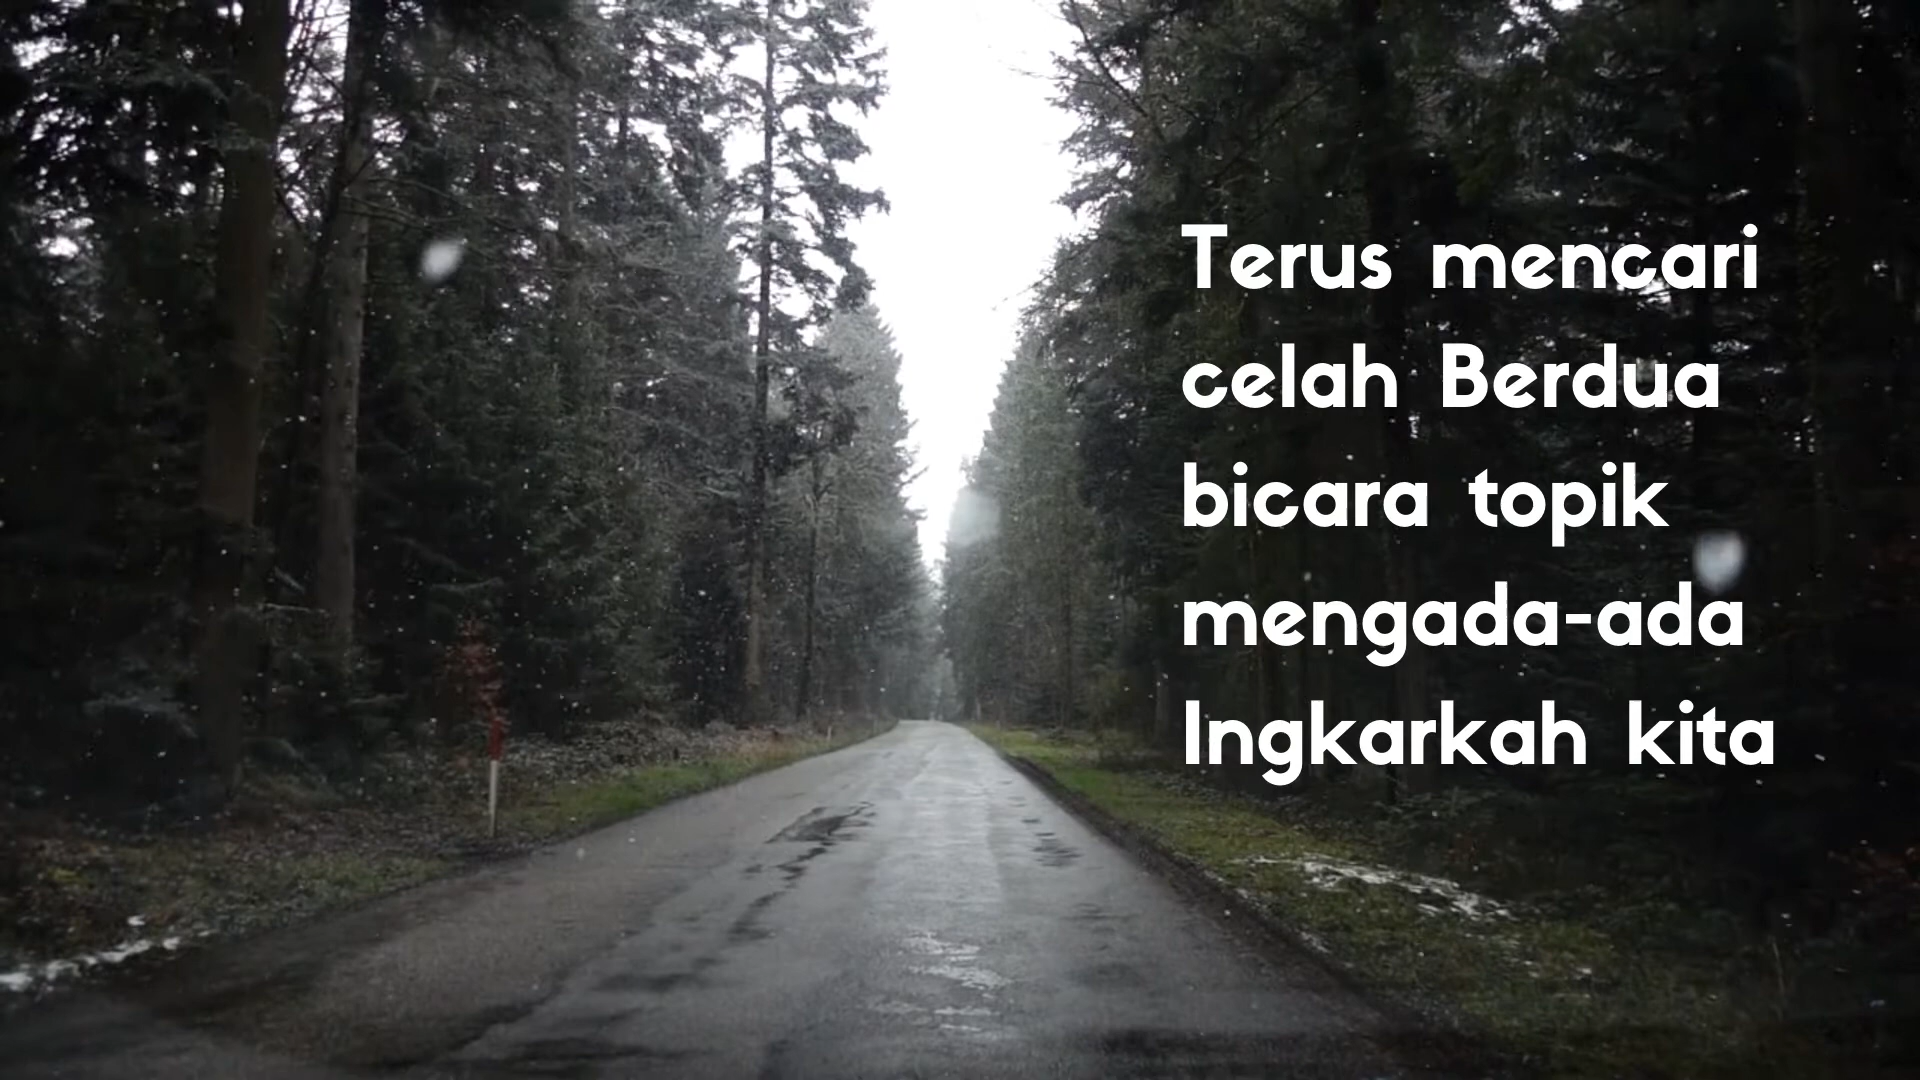 Terus mencari
celah Berdua
bicara topik
mengada-ada
Ingkarkah kita